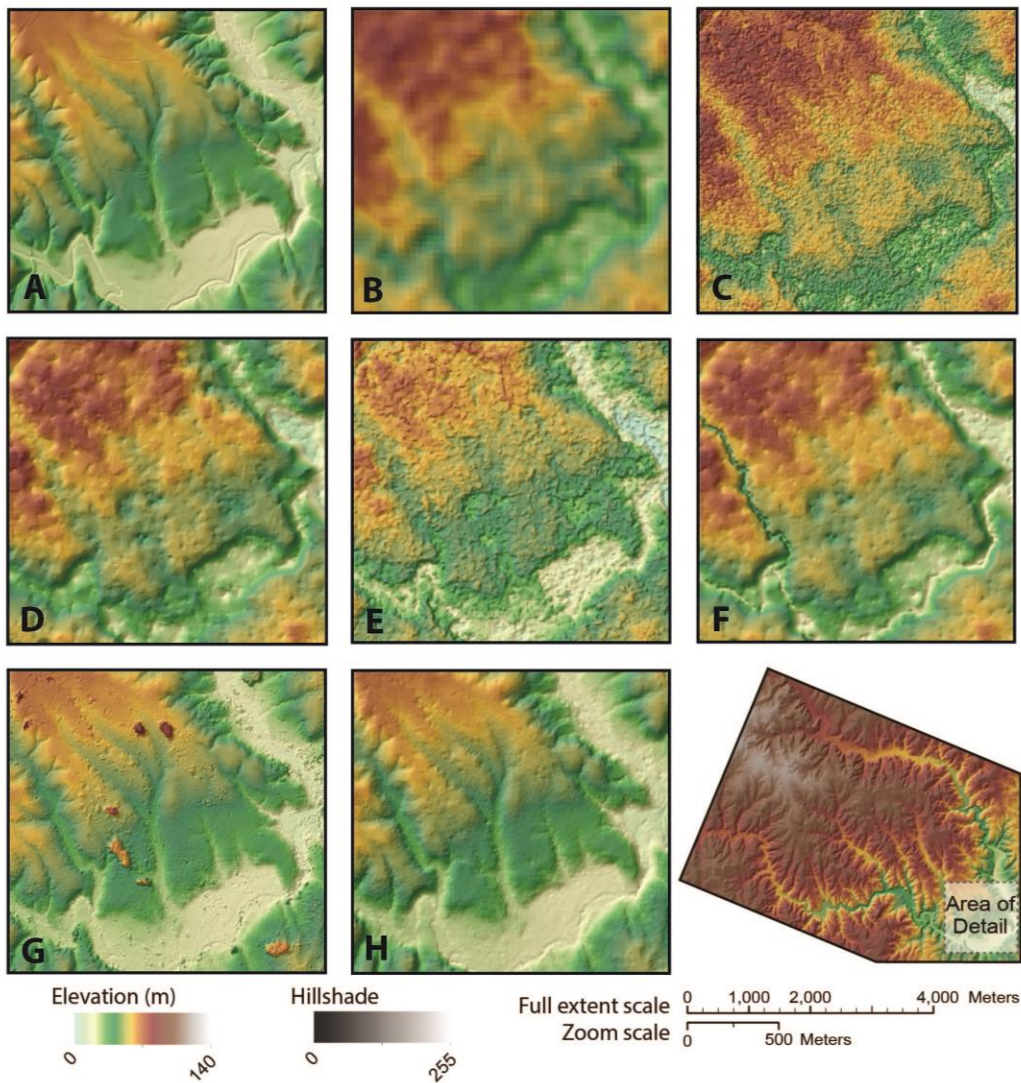 A
B
C
D
E
F
G
H
Area of
Detail
Elevation (m)
0
140
Hillshade
0
255
Full extent scale
0 1,000 2,000 4,000 Meters
Zoom scale
0 500 Meters